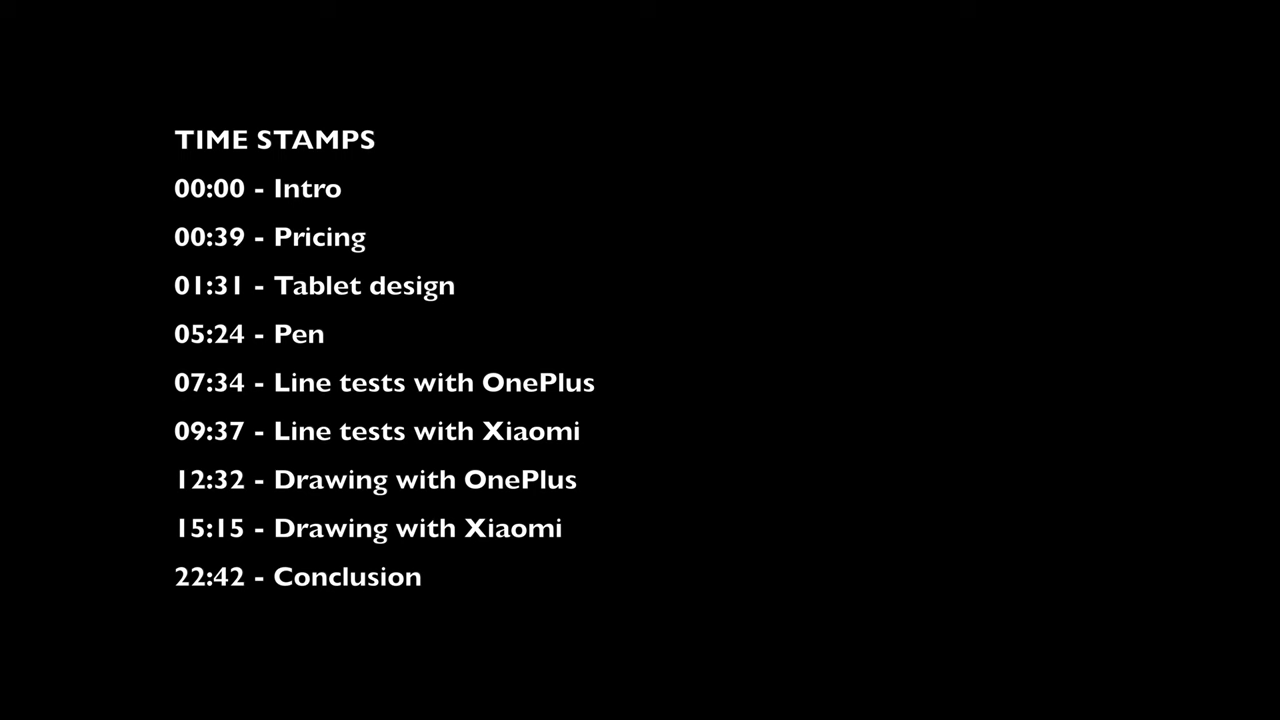 TIME STAMPS
00:00 - Intro
00:39 - Pricing
01:31 - Tablet design
05:24 - Pen
07:34 - Line tests with OnePlus
09:37 - Line tests with Xiaomi
12:32 - Drawing with OnePlus
15:15 - Drawing with Xiaomi
22:42 - Conclusion